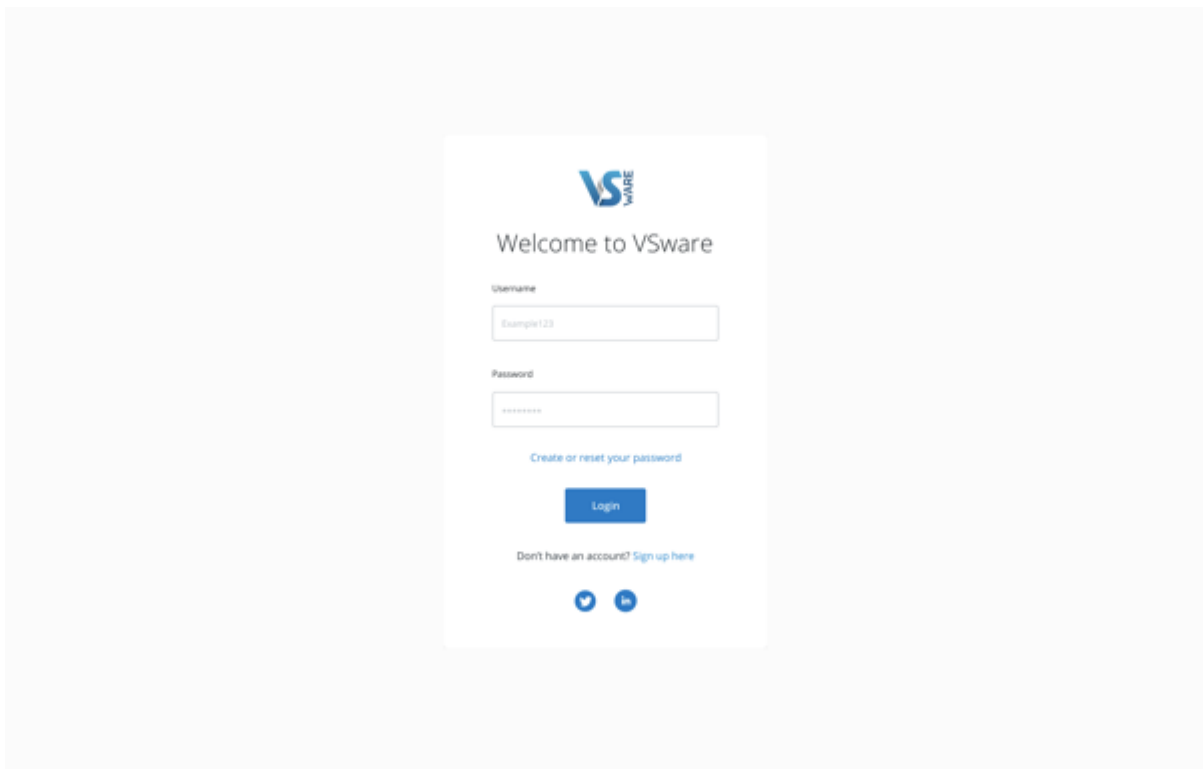 VS WARE
Welcome to VSware
Username
Example123
Password
********
Create or reset your password
Login
Don't have an account? Sign up here
in